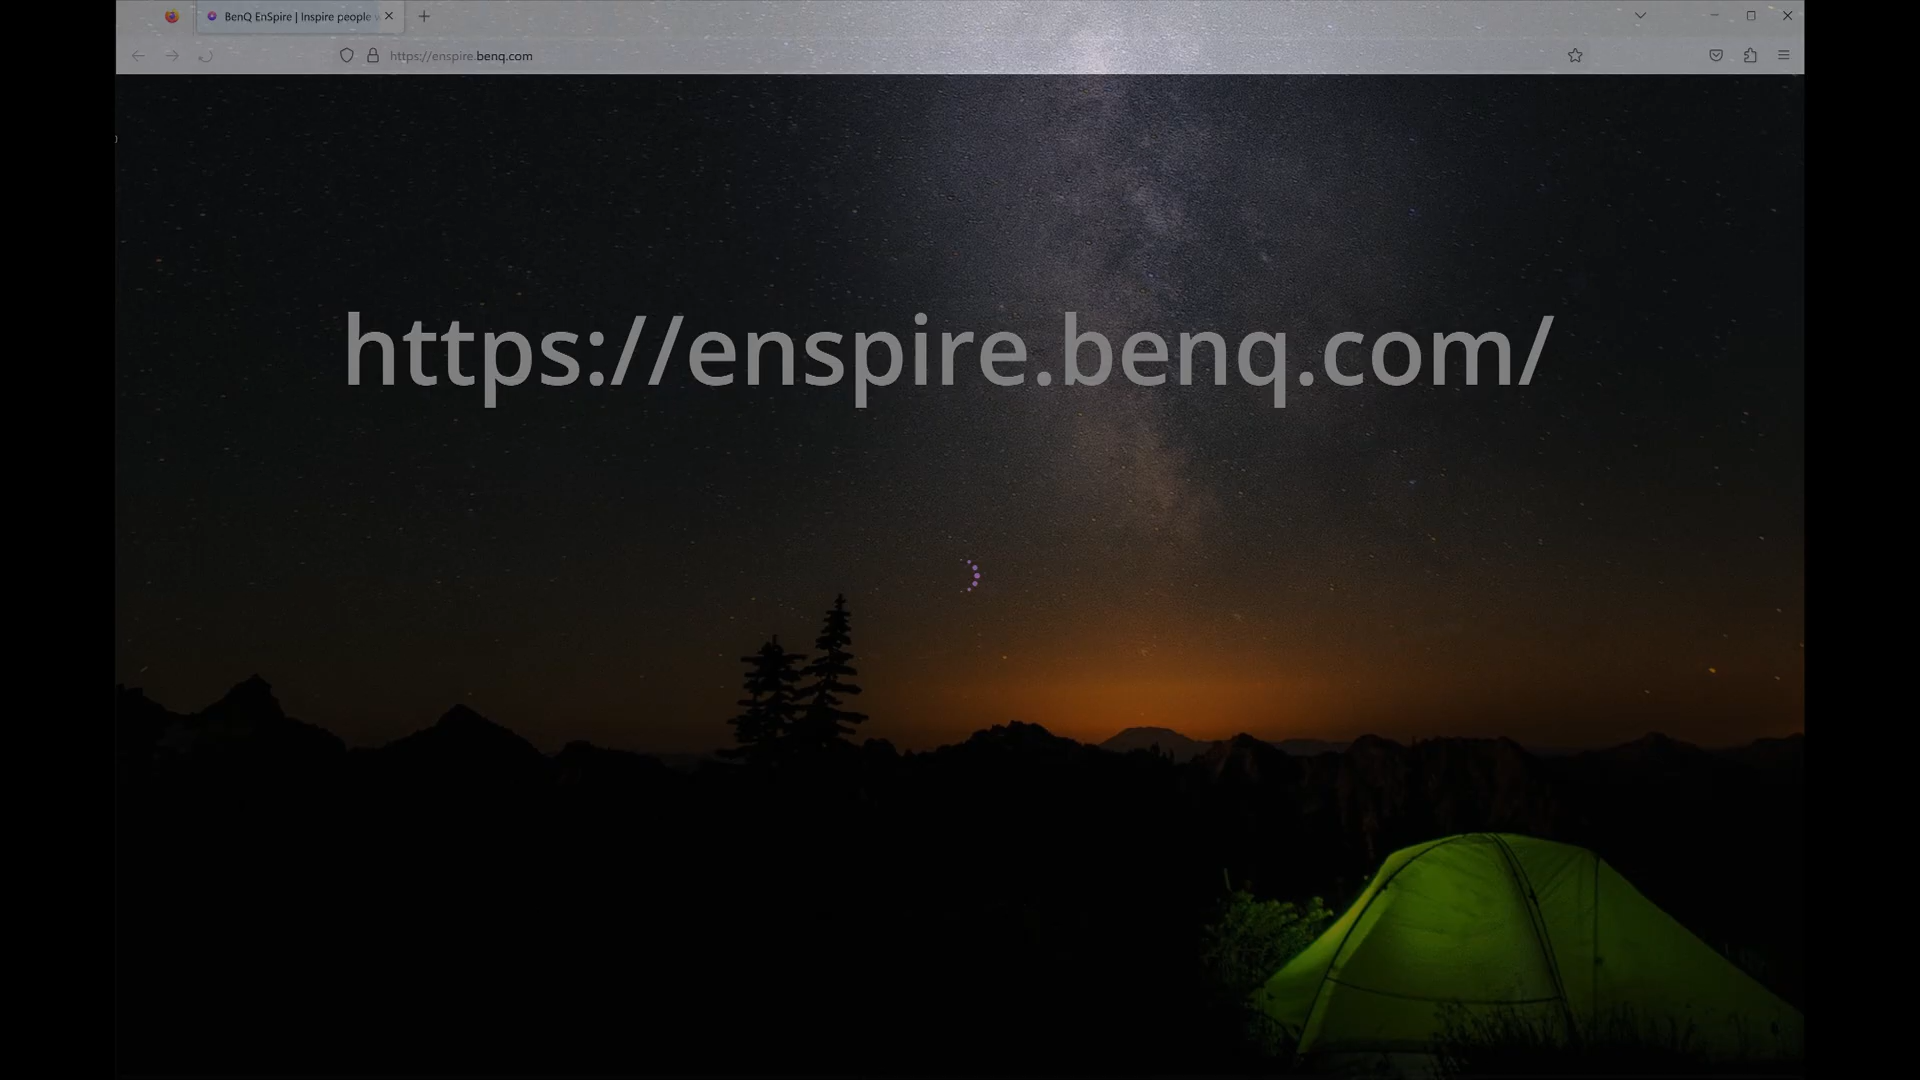 BenQ EnSpire | Inspire people
https://enspire.benq.com
https://enspire.benq.com/